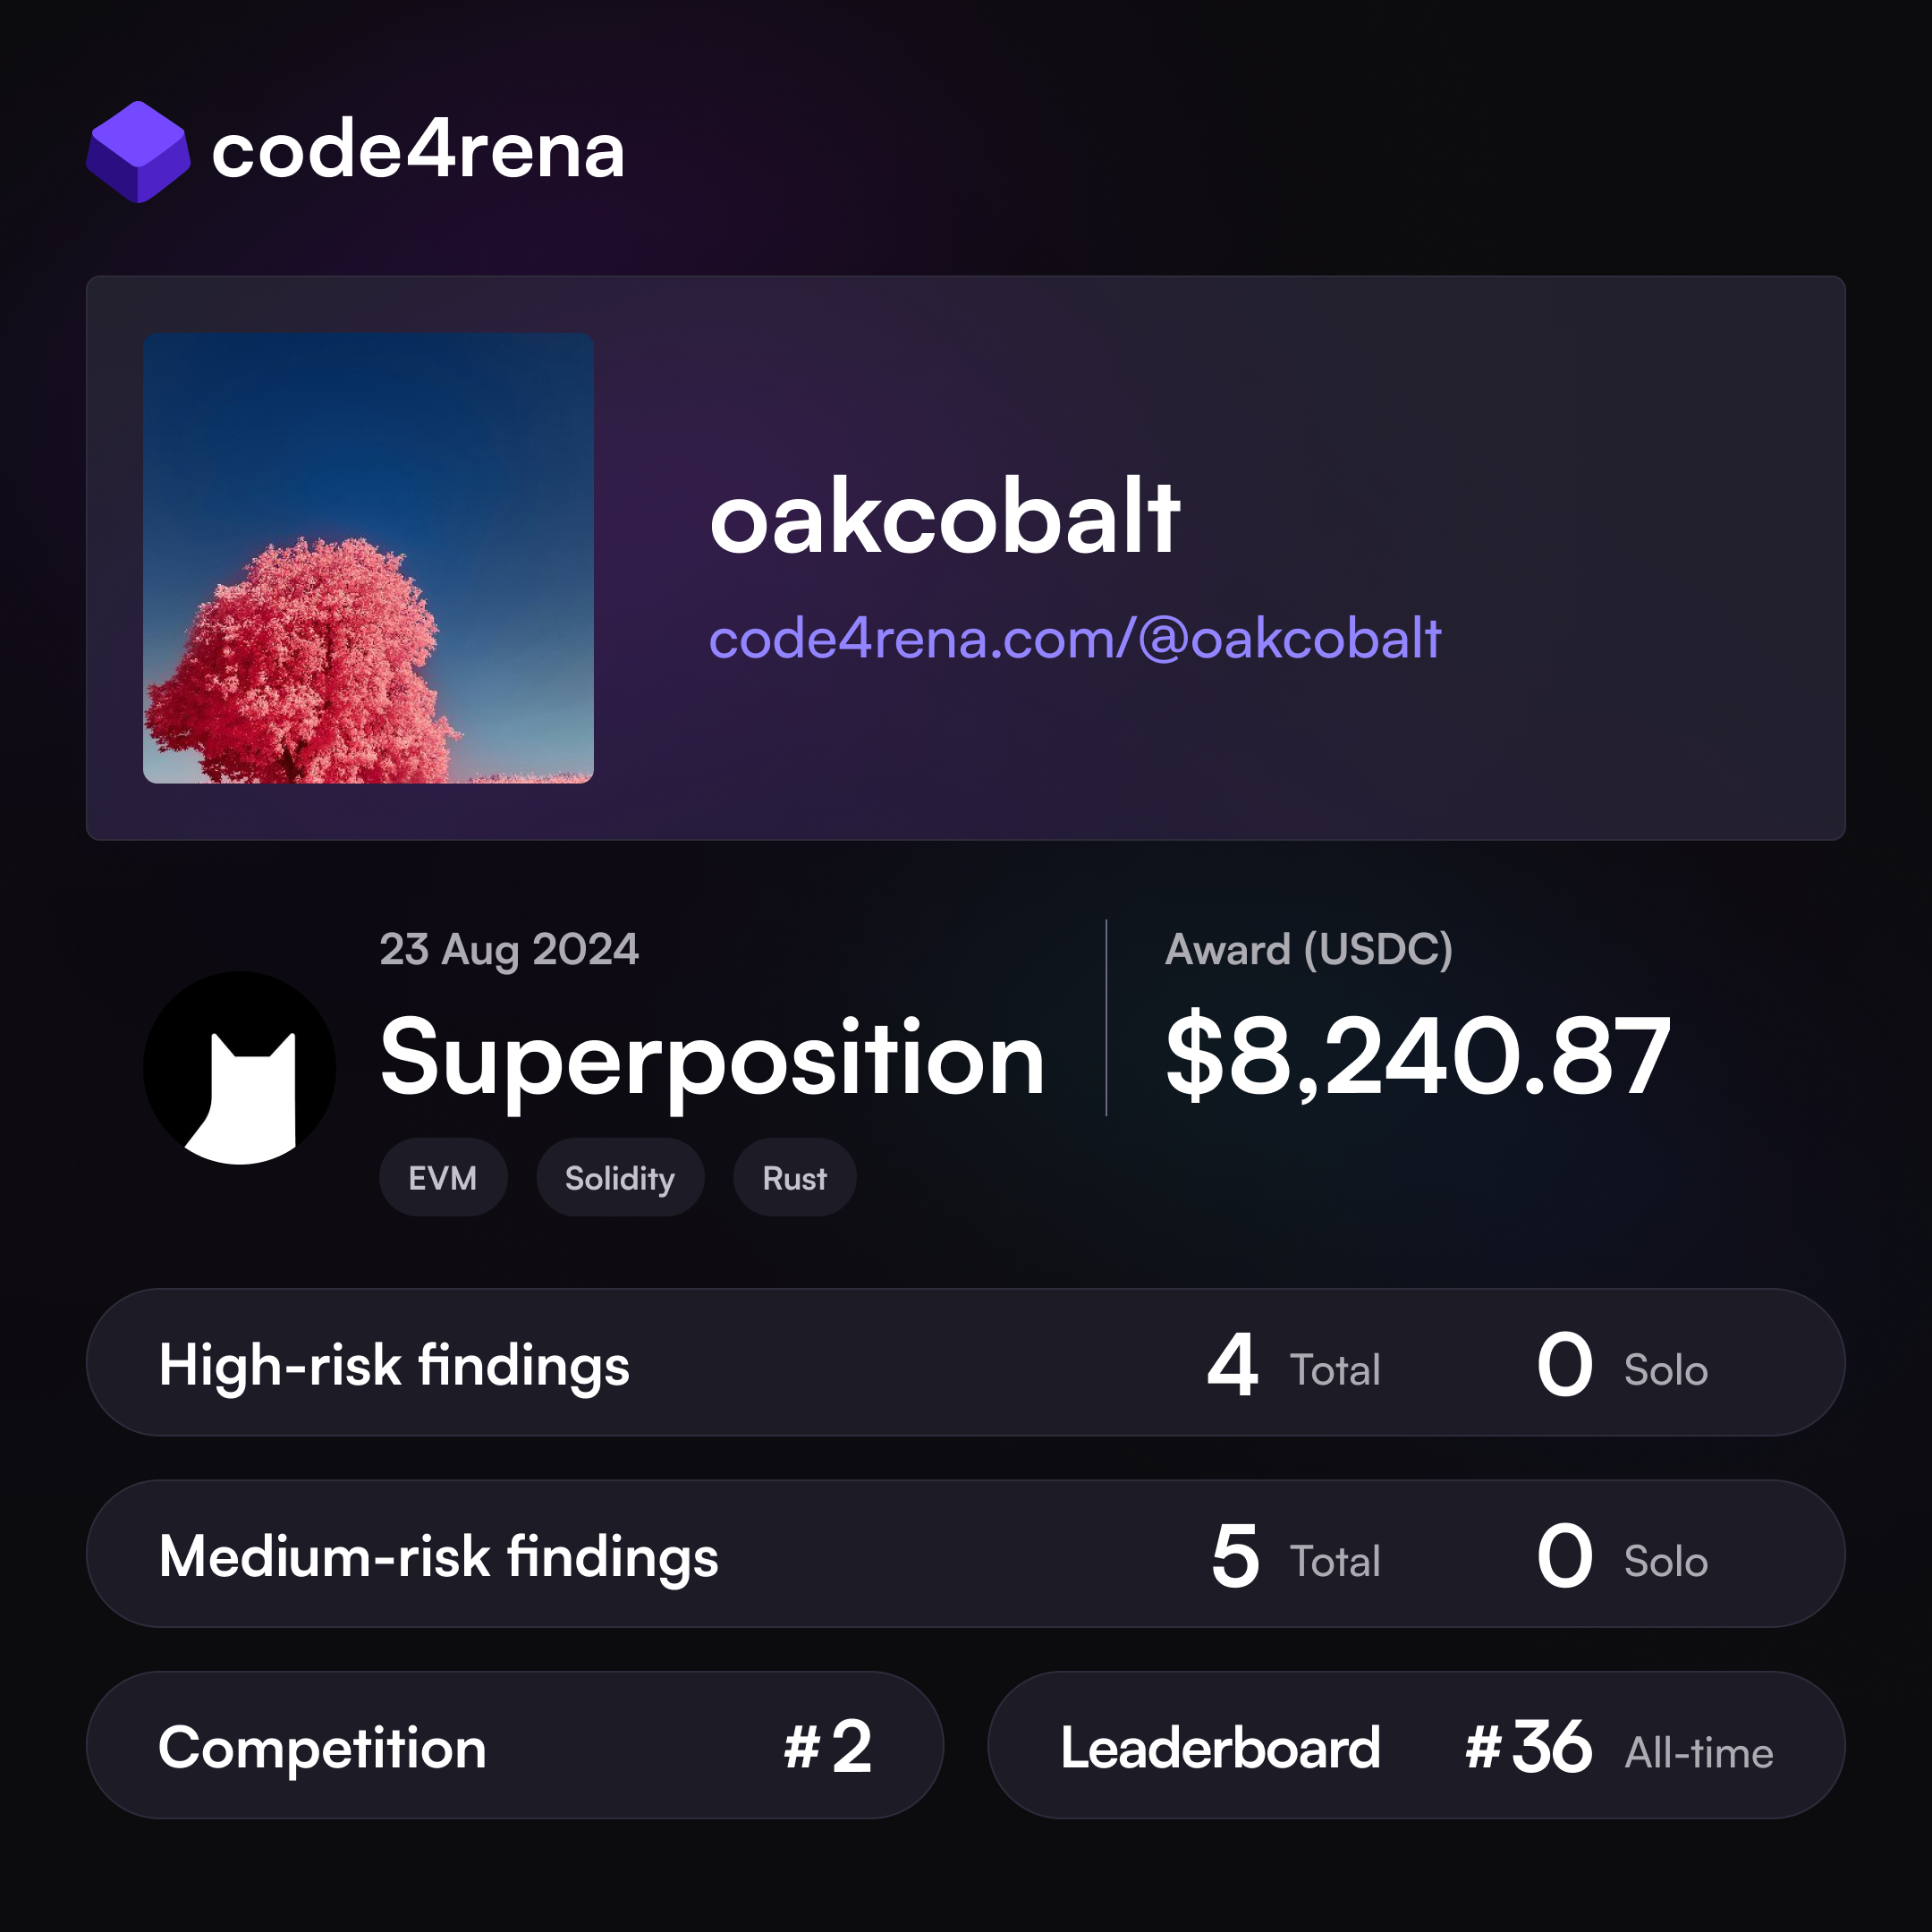 code4rena
oakcobalt
code4rena.com/@oakcobalt
23 Aug 2024
Superposition
EVM Solidity Rust
Award (USDC)
$8,240.87
High-risk findings 4 Total 0 Solo
Medium-risk findings 5 Total 0 Solo
Competition #2
Leaderboard #36 All-time